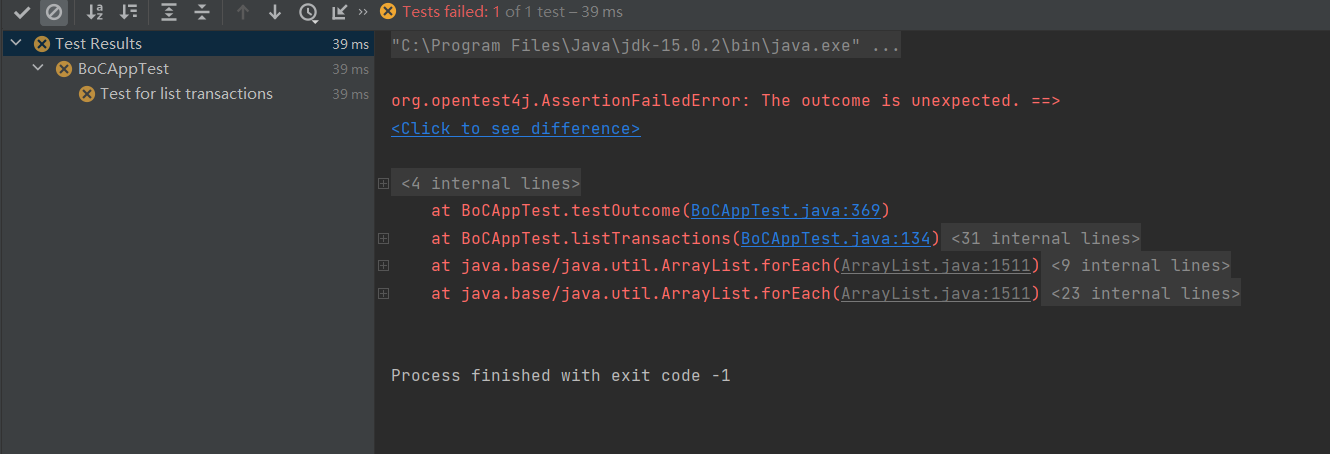 Tests failed: 1 of 1 test – 39 ms
Test Results 39 ms
BoCAppTest 39 ms
Test for list transactions 39 ms
"C:\Program Files\Java\jdk-15.0.2\bin\java.exe" ...
org.opentest4j.AssertionFailedError: The outcome is unexpected. ==>
<Click to see difference>
<4 internal lines>
at BoCAppTest.testOutcome(BoCAppTest.java:369)
at BoCAppTest.listTransactions(BoCAppTest.java:134) <31 internal lines>
at java.base/java.util.ArrayList.forEach(ArrayList.java:1511) <9 internal lines>
at java.base/java.util.ArrayList.forEach(ArrayList.java:1511) <23 internal lines>
Process finished with exit code -1